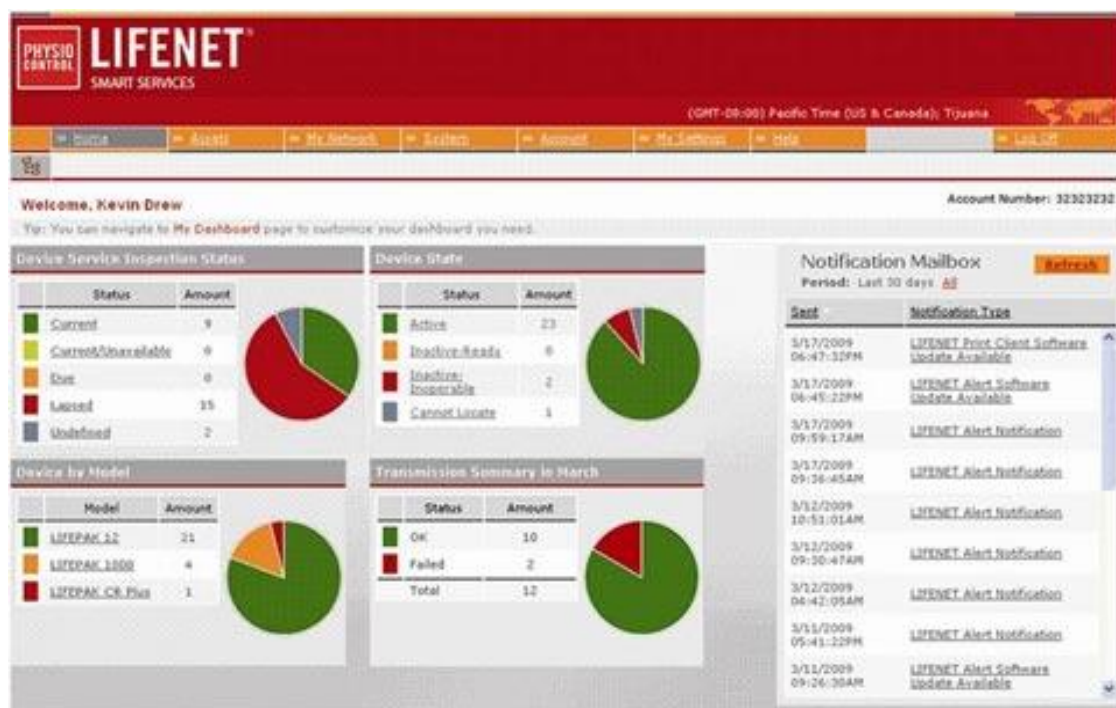 PHYSIO
CONTROL
LIFENET®
SMART SERVICES
(GMT-08:00) Pacific Time (US & Canada); Tijuana
Home
Assets
My Network
System
Account
My Settings
Help
Log Off
Welcome, Kevin Drew
Account Number: 32323232
Tip: You can navigate to My Dashboard page to customize your dashboard you need.
Device Service Inspection Status
Status Amount
Current 9
Current/Unavailable 0
Due 0
Lapsed 15
Undefined 2
Device State
Status Amount
Active 23
Inactive-Ready 0
Inactive-
Inoperable 2
Cannot Locate 1
Device by Model
Model Amount
LIFEPAK 12 21
LIFEPAK 1000 4
LIFEPAK CR Plus 1
Transmission Summary in March
Status Amount
OK 10
Failed 2
Total 12
Notification Mailbox
Refresh
Period: Last 30 days All
Sent Notification Type
3/17/2009 LIFENET Print Client Software
06:47:32PM Update Available
3/17/2009 LIFENET Alert Software
06:45:22PM Update Available
3/17/2009
09:59:17AM LIFENET Alert Notification
3/17/2009
09:36:45AM LIFENET Alert Notification
3/12/2009
10:51:01AM LIFENET Alert Notification
3/12/2009
09:30:47AM LIFENET Alert Notification
3/12/2009
04:42:05AM LIFENET Alert Notification
3/11/2009
05:41:22PM LIFENET Alert Notification
3/11/2009 LIFENET Alert Software
09:26:30AM Update Available